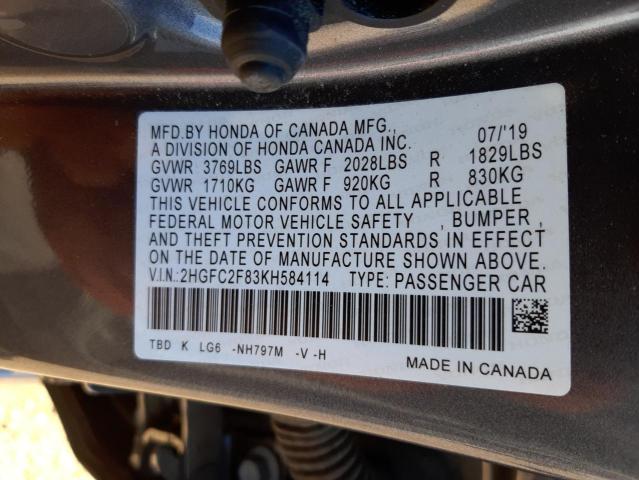 MFD.BY HONDA OF CANADA MFG., 07/'19
A DIVISION OF HONDA CANADA INC.
GVWR 3769LBS GAWR F 2028LBS R 1829LBS
GVWR 1710KG GAWR F 920KG R 830KG
THIS VEHICLE CONFORMS TO ALL APPLICABLE
FEDERAL MOTOR VEHICLE SAFETY , BUMPER ,
AND THEFT PREVENTION STANDARDS IN EFFECT
ON THE DATE OF MANUFACTURE SHOWN ABOVE.
V.I.N.:2HGFC2F83KH584114 TYPE: PASSENGER CAR
TBD K LG6 -NH797M -V -H
MADE IN CANADA